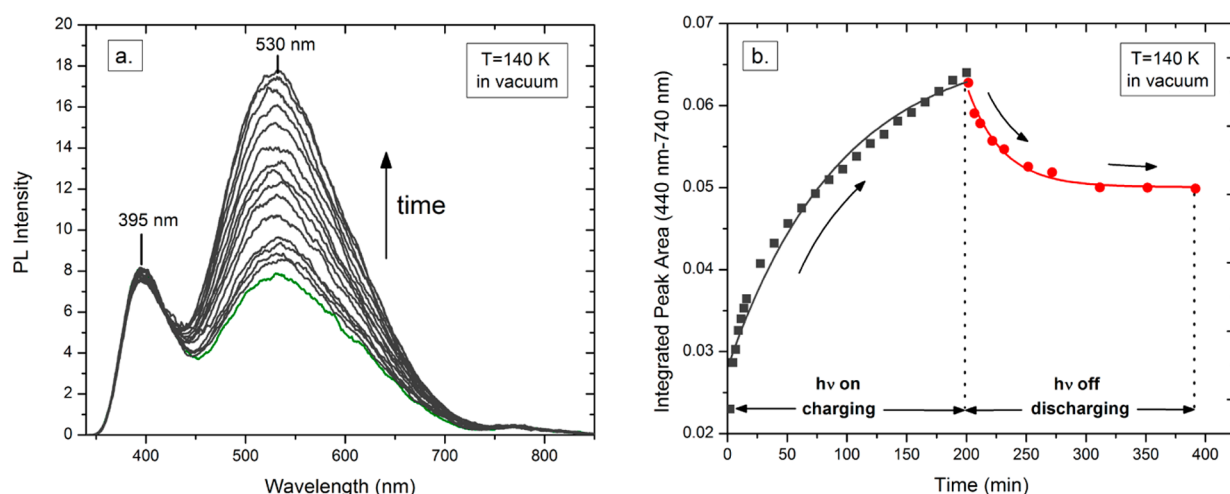 a.
530 nm
T=140 K
in vacuum
395 nm
time
PL Intensity
0
2
4
6
8
10
12
14
16
18
400
500
600
700
800
Wavelength (nm)
b.
T=140 K
in vacuum
hν on
charging
hν off
discharging
Integrated Peak Area (440 nm-740 nm)
0.02
0.03
0.04
0.05
0.06
0.07
0
50
100
150
200
250
300
350
400
Time (min)